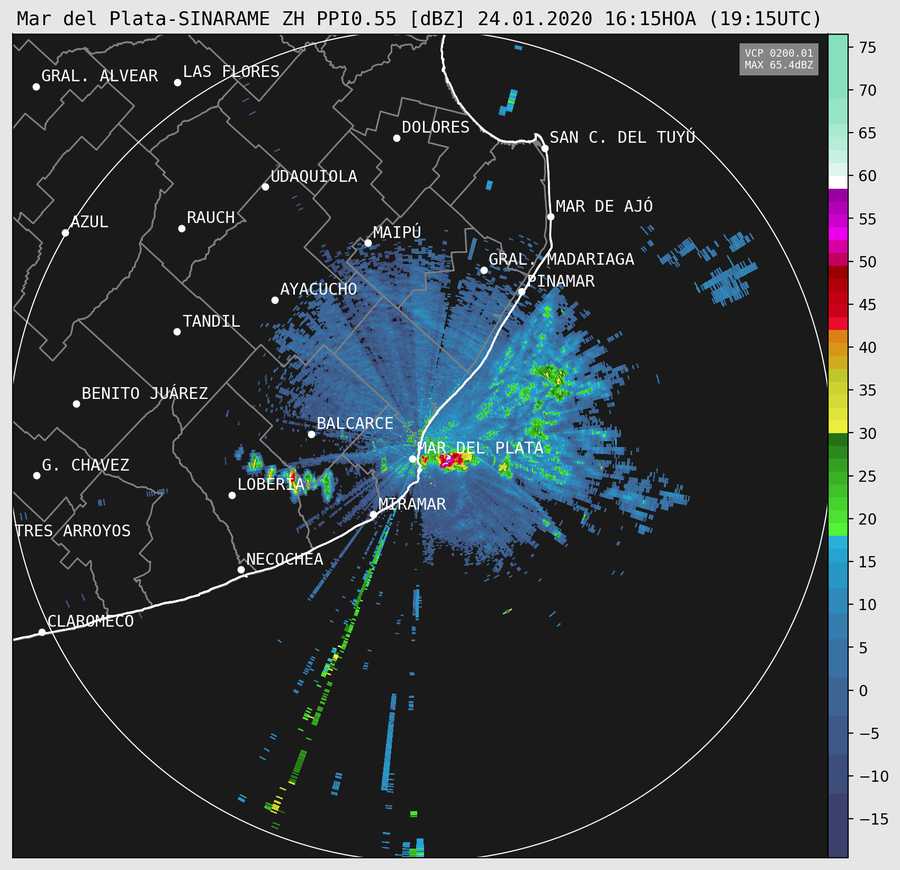 Mar del Plata-SINARAME ZH PPI0.55 [dBZ] 24.01.2020 16:15HOA (19:15UTC)
VCP 0200.01
MAX 65.4dBZ
GRAL. ALVEAR
LAS FLORES
DOLORES
SAN C. DEL TUYÚ
UDAQUIOLA
MAR DE AJÓ
RAUCH
AZUL
MAIPÚ
GRAL. MADARIAGA
PINAMAR
AYACUCHO
TANDIL
BENITO JUÁREZ
BALCARCE
MAR DEL PLATA
G. CHAVEZ
LOBERÍA
MIRAMAR
TRES ARROYOS
NECOCHEA
CLAROMECO
75
70
65
60
55
50
45
40
35
30
25
20
15
10
5
0
−5
−10
−15